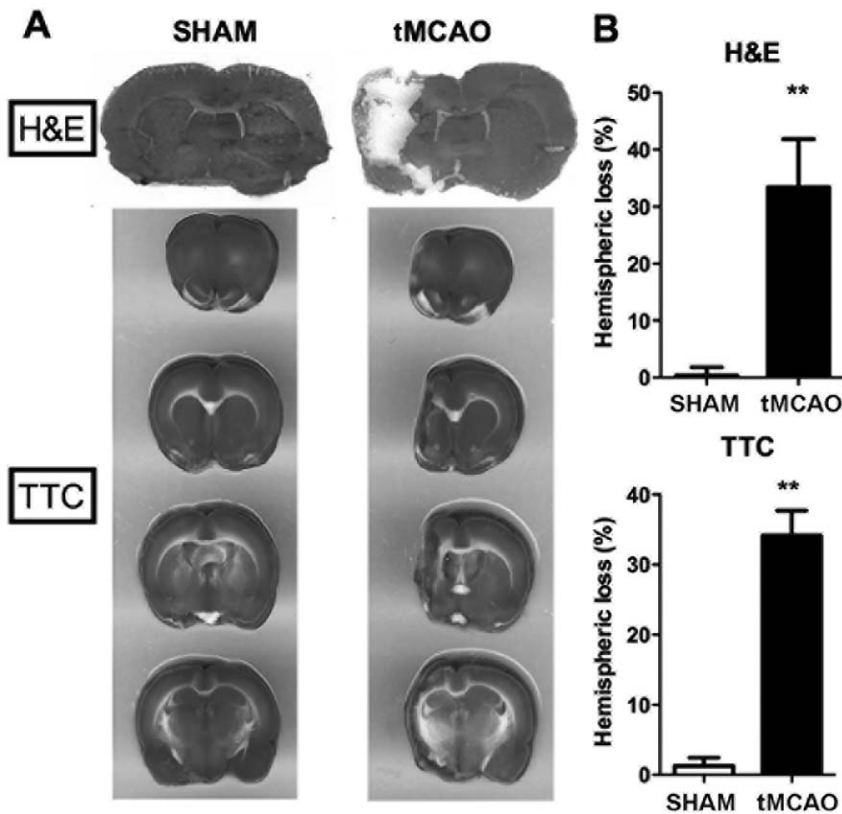 A
SHAM
tMCAO
H&E
TTC
B
H&E
Hemispheric loss (%)
50
40
30
20
10
0
**
SHAM
tMCAO
TTC
Hemispheric loss (%)
40
30
20
10
0
**
SHAM
tMCAO